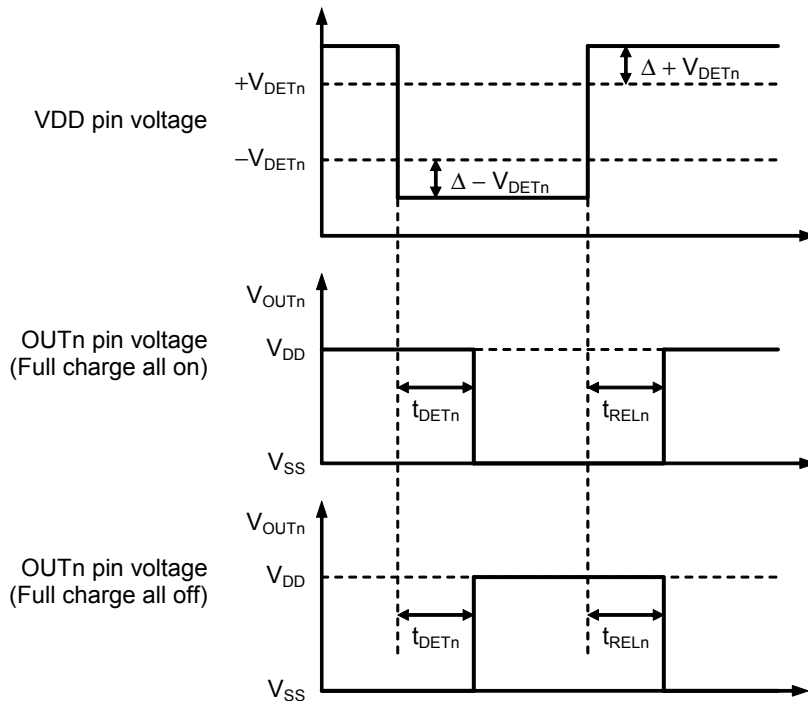 Δ + VDETn
+VDETn
VDD pin voltage
−VDETn
Δ − VDETn
VOUTn
OUTn pin voltage
(Full charge all on)
VDD
tDETn
tRELn
VSS
VOUTn
OUTn pin voltage
(Full charge all off)
VDD
tDETn
tRELn
VSS